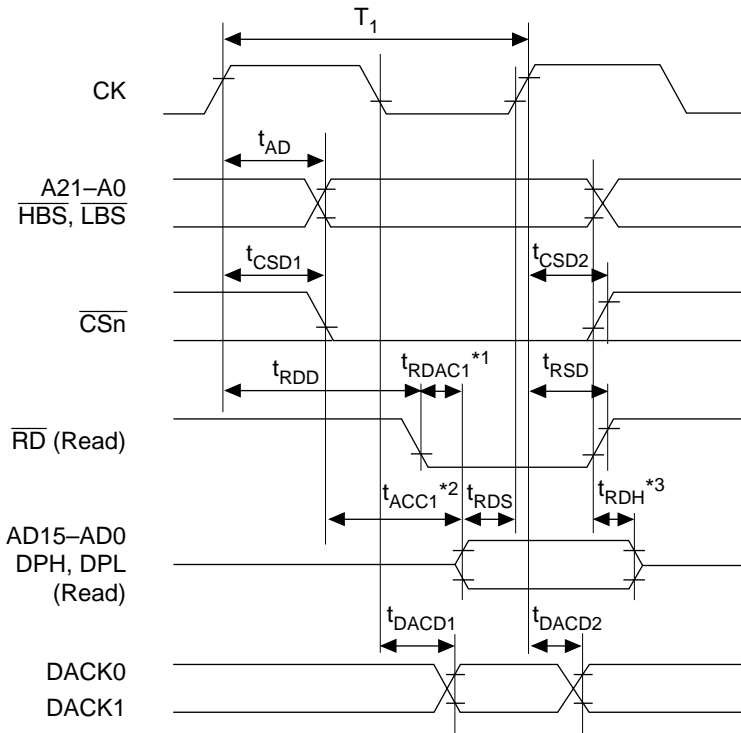 T1
CK
tAD
A21–A0
HBS, LBS
tCSD1
tCSD2
CSn
tRDD
tRDAC1*1
tRSD
RD (Read)
tACC1*2
tRDS
tRDH*3
AD15–AD0
DPH, DPL
(Read)
tDACD1
tDACD2
DACK0
DACK1